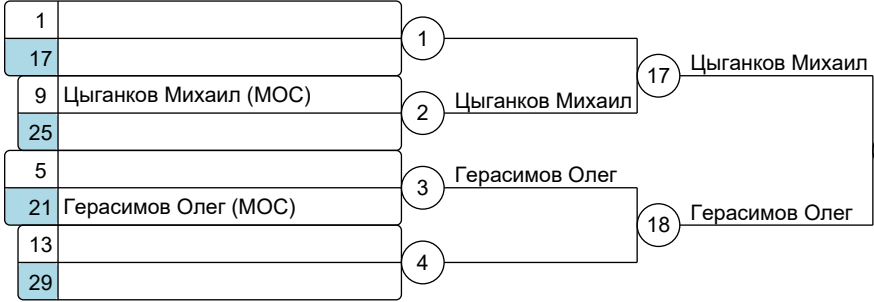 1
17
9 Цыганков Михаил (МОС)
25
5
21 Герасимов Олег (МОС)
13
29
1
2 Цыганков Михаил
3 Герасимов Олег
4
17 Цыганков Михаил
18 Герасимов Олег